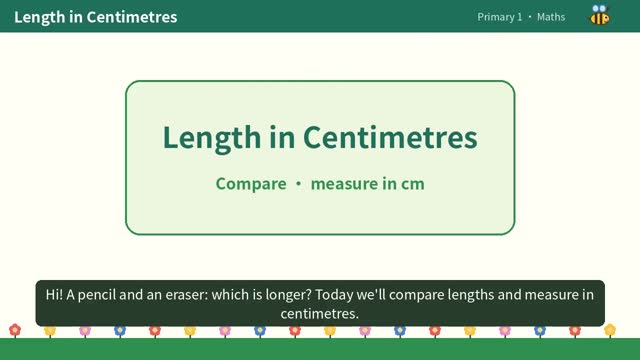 Length in Centimetres
Primary 1 • Maths
Length in Centimetres
Compare • measure in cm
Hi! A pencil and an eraser: which is longer? Today we'll compare lengths and measure in
centimetres.